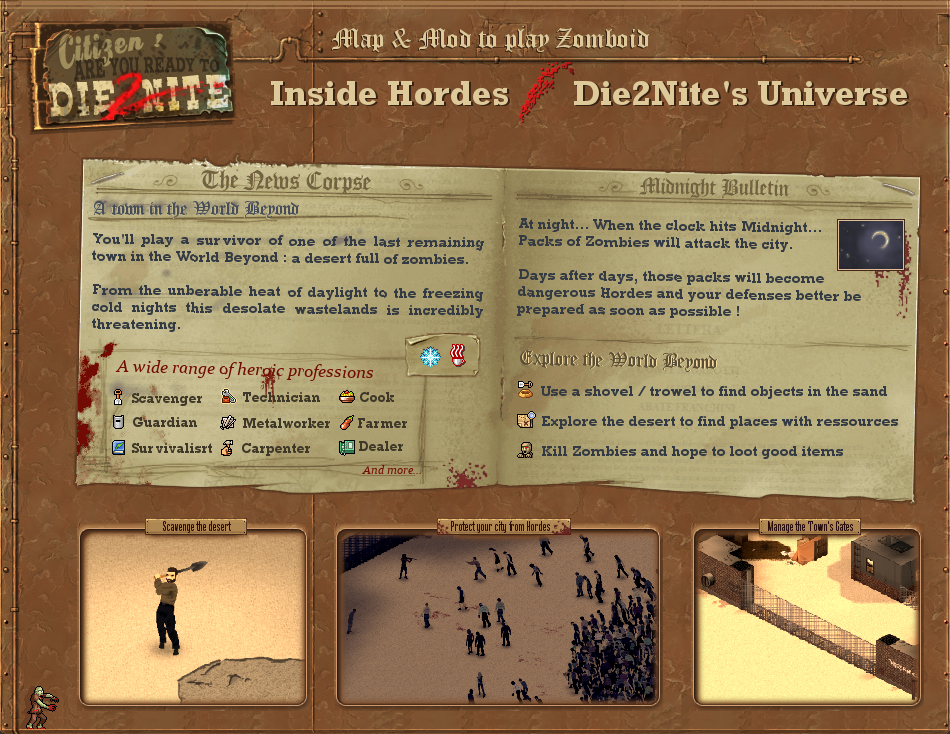 Citizen !
ARE YOU READY TO
DIE2NITE
Map & Mod to play Zomboid
Inside Hordes / Die2Nite's Universe
The News Corpse
A town in the World Beyond
You'll play a survivor of one of the last remaining
town in the World Beyond : a desert full of zombies.
From the unberable heat of daylight to the freezing
cold nights this desolate wastelands is incredibly
threatening.
A wide range of heroic professions
Scavenger Technician Cook
Guardian Metalworker Farmer
Survivalisrt Carpenter Dealer
And more...
Midnight Bulletin
At night... When the clock hits Midnight...
Packs of Zombies will attack the city.
Days after days, those packs will become
dangerous Hordes and your defenses better be
prepared as soon as possible !
Explore the World Beyond
Use a shovel / trowel to find objects in the sand
Explore the desert to find places with ressources
Kill Zombies and hope to loot good items
Scavenge the desert
Protect your city from Hordes
Manage the Town's Gates